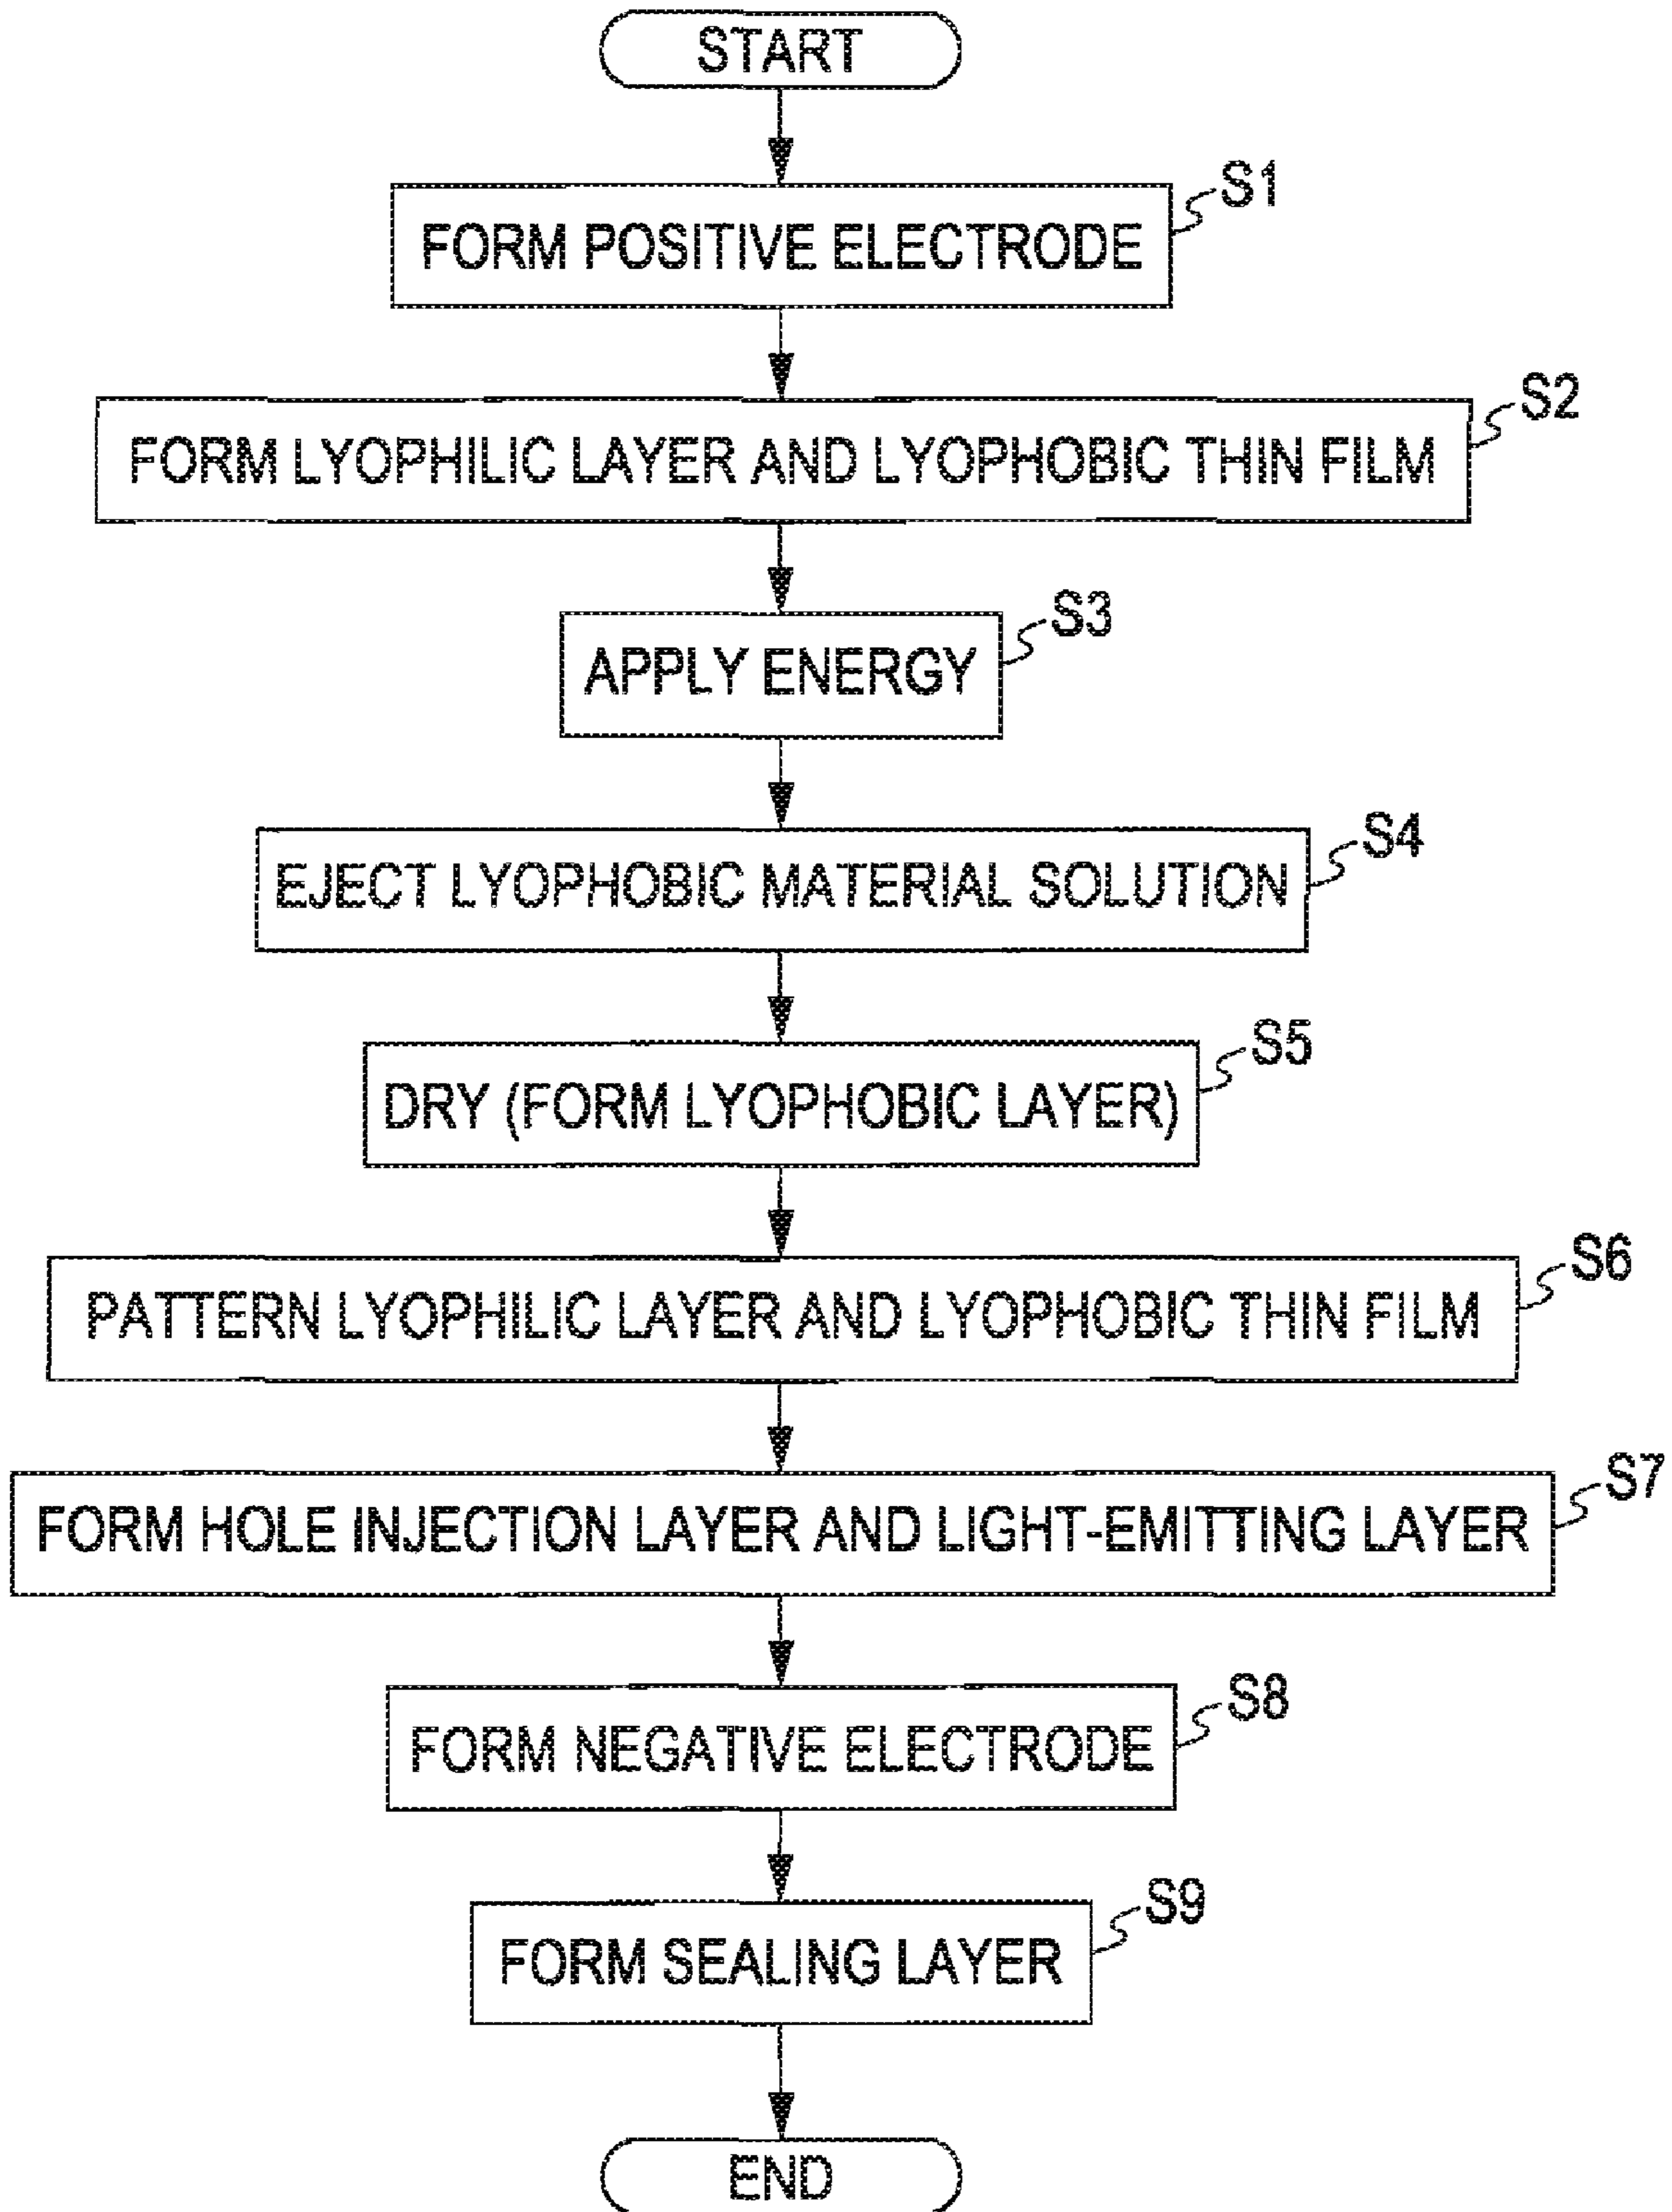 START
S1
FORM POSITIVE ELECTRODE
S2
FORM LYOPHILIC LAYER AND LYOPHOBIC THIN FILM
S3
APPLY ENERGY
S4
EJECT LYOPHOBIC MATERIAL SOLUTION
S5
DRY (FORM LYOPHOBIC LAYER)
S6
PATTERN LYOPHILIC LAYER AND LYOPHOBIC THIN FILM
S7
FORM HOLE INJECTION LAYER AND LIGHT-EMITTING LAYER
S8
FORM NEGATIVE ELECTRODE
S9
FORM SEALING LAYER
END